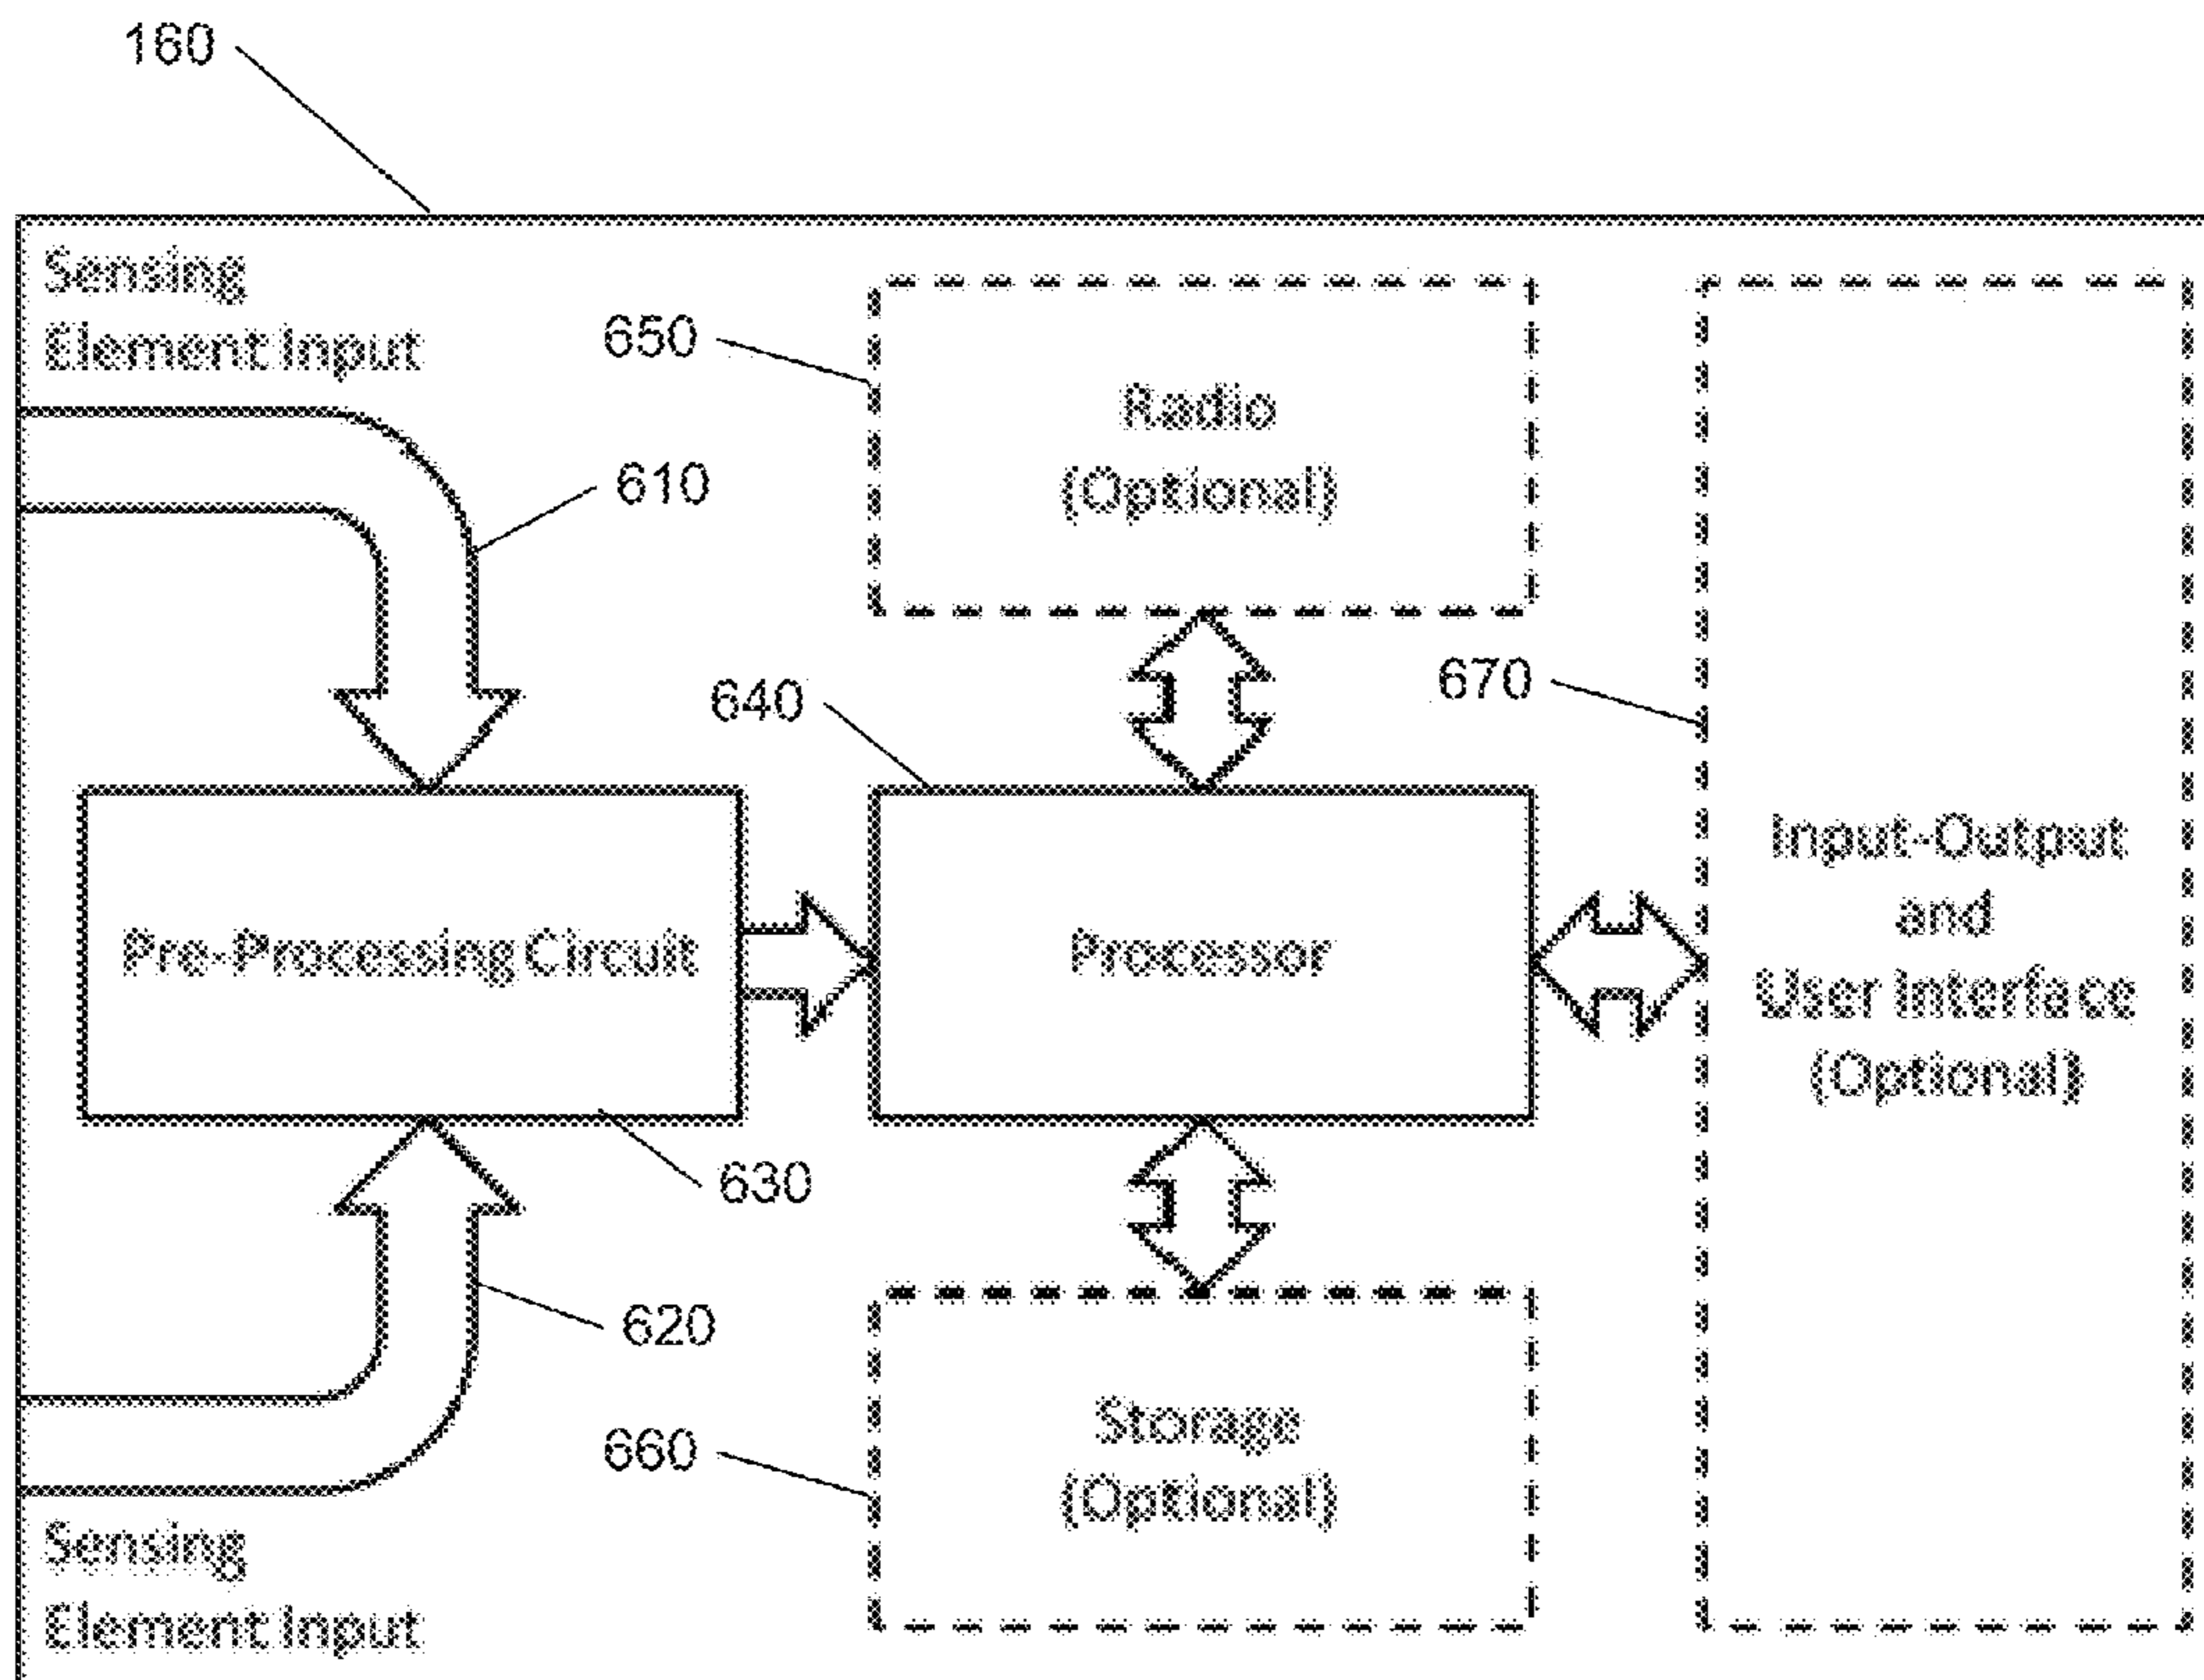 160
Sensing
Element Input
650
Radio
(Optional)
610
640
670
Pre-Processing Circuit
Processor
Input-Output
and
User Interface
(Optional)
630
620
660
Storage
(Optional)
Sensing
Element Input